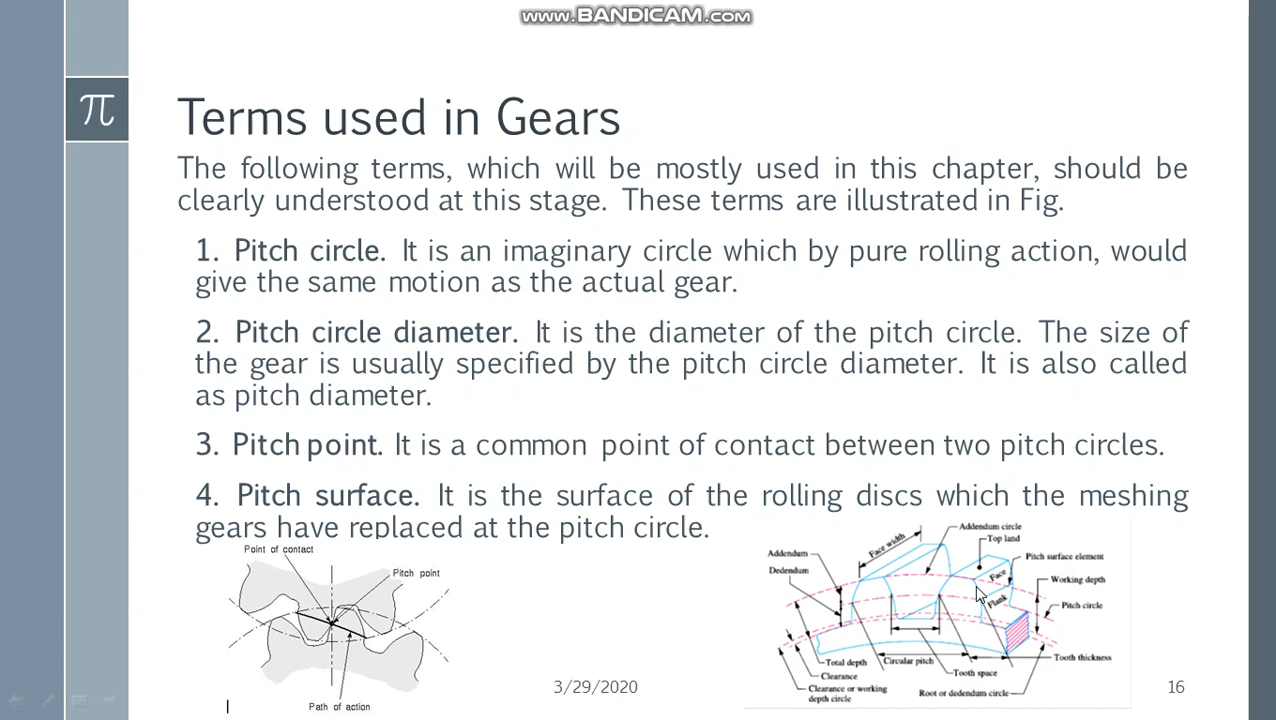 www.BANDICAM.com
π
Terms used in Gears
The following terms, which will be mostly used in this chapter, should be
clearly understood at this stage. These terms are illustrated in Fig.
1. Pitch circle. It is an imaginary circle which by pure rolling action, would
give the same motion as the actual gear.
2. Pitch circle diameter. It is the diameter of the pitch circle. The size of
the gear is usually specified by the pitch circle diameter. It is also called
as pitch diameter.
3. Pitch point. It is a common point of contact between two pitch circles.
4. Pitch surface. It is the surface of the rolling discs which the meshing
gears have replaced at the pitch circle.
Point of contact
Pitch point
Path of action
Addendum circle
Top land
Face width
Addendum
Pitch surface element
Dedendum
Face
Working depth
Flank
Pitch circle
Total depth
Circular pitch
Tooth thickness
Clearance
Tooth space
Clearance or working
depth circle
Root or dedendum circle
3/29/2020
16